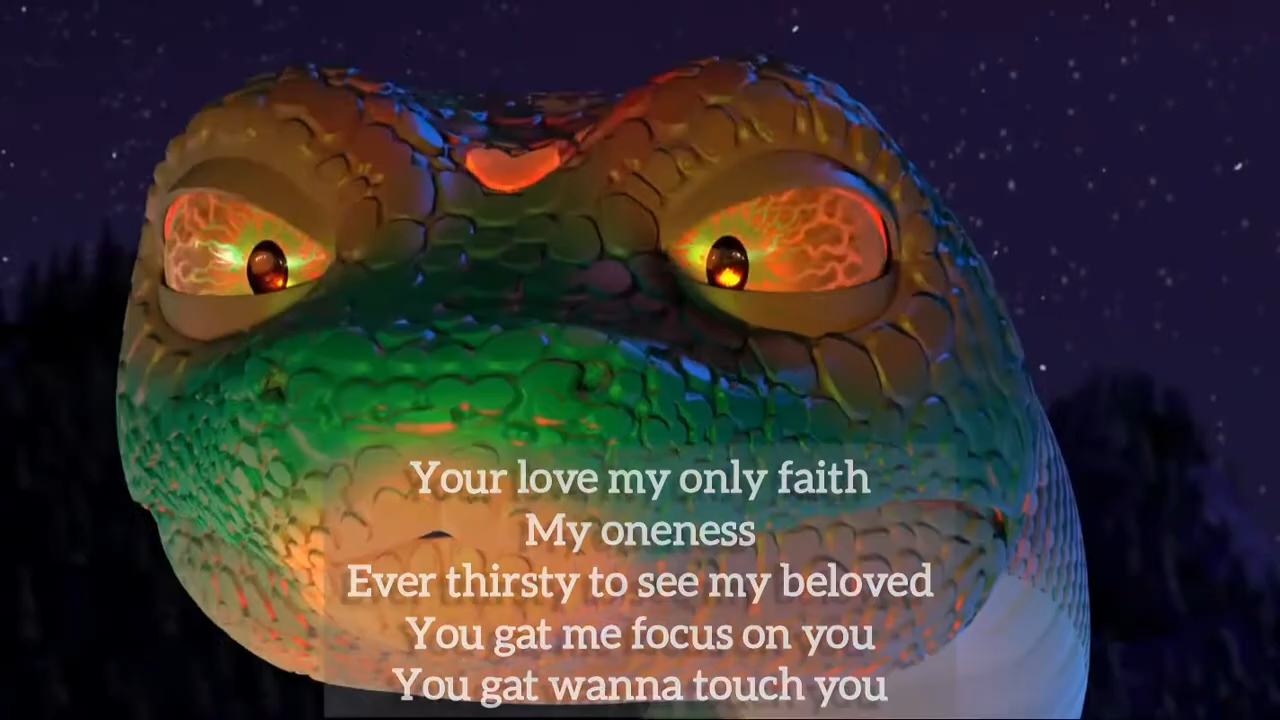 Your love my only faith
My oneness
Ever thirsty to see my beloved
You gat me focus on you
You gat wanna touch you